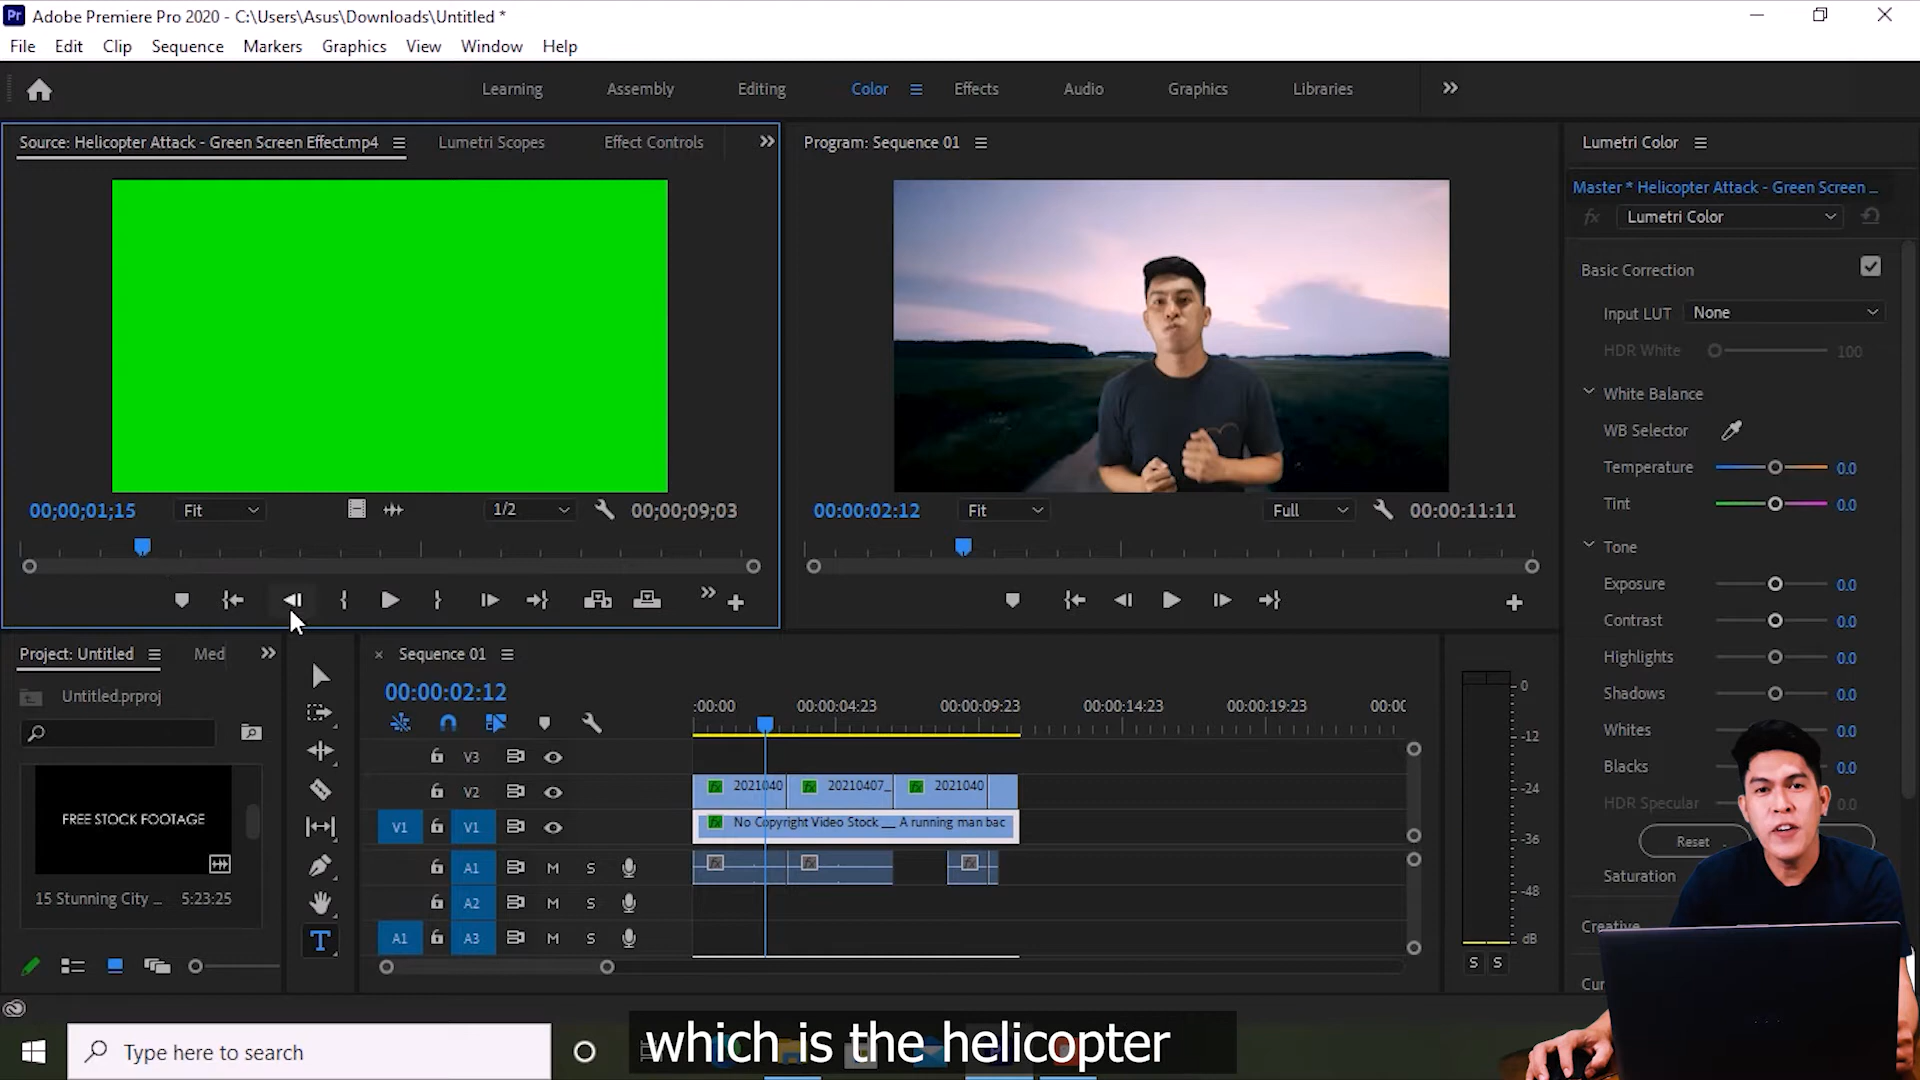 Adobe Premiere Pro 2020 - C:\Users\Asus\Downloads\Untitled *
File Edit Clip Sequence Markers Graphics View Window Help
Learning Assembly Editing Color Effects Audio Graphics Libraries
Source: Helicopter Attack - Green Screen Effect.mp4 Lumetri Scopes Effect Controls
Program: Sequence 01
Lumetri Color
Master * Helicopter Attack - Green Screen ...
fx Lumetri Color
Basic Correction
Input LUT None
HDR White 100
White Balance
WB Selector
Temperature 0.0
Tint 0.0
Tone
Exposure 0.0
Contrast 0.0
Highlights 0.0
Shadows 0.0
Whites 0.0
Blacks 0.0
HDR Specular 0.0
Reset
Saturation
Creative
00;00;01;15 Fit 1/2 00;00;09;03
00:00:02:12 Fit Full 00:00:11:11
Project: Untitled Med
Untitled.prproj
FREE STOCK FOOTAGE
15 Stunning City ... 5:23:25
Sequence 01
00:00:02:12
:00:00 00:00:04:23 00:00:09:23 00:00:14:23 00:00:19:23 00:00
V3
V2 2021040 20210407_ 2021040
V1 V1 No Copyright Video Stock __ A running man bac
A1 M S
A2 M S
A1 A3 M S
0
-12
-24
-36
-48
dB
S S
Type here to search
which is the helicopter